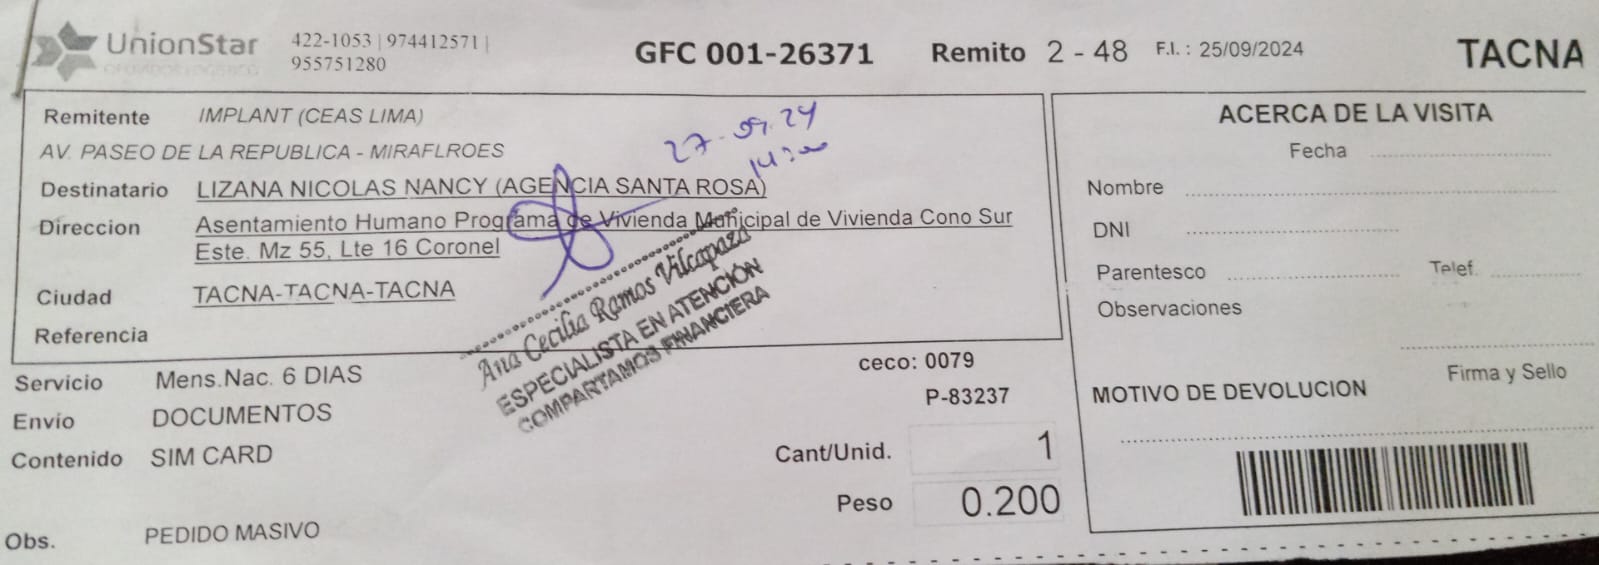 UnionStar
OPERADOR LOGISTICO
422-1053 | 974412571 |
955751280
GFC 001-26371
Remito 2 - 48
F.I. : 25/09/2024
TACNA
Remitente IMPLANT (CEAS LIMA)
AV. PASEO DE LA REPUBLICA - MIRAFLROES
Destinatario LIZANA NICOLAS NANCY (AGENCIA SANTA ROSA)
Direccion Asentamiento Humano Programa de Vivienda Municipal de Vivienda Cono Sur
Este. Mz 55, Lte 16 Coronel
Ciudad TACNA-TACNA-TACNA
Referencia
27-09-24
14:00
Ana Cecilia Ramos Vilcapaza
ESPECIALISTA EN ATENCIÓN
COMPARTAMOS FINANCIERA
Servicio Mens.Nac. 6 DIAS
Envío DOCUMENTOS
Contenido SIM CARD
Obs. PEDIDO MASIVO
ceco: 0079
P-83237
Cant/Unid. 1
Peso 0.200
ACERCA DE LA VISITA
Fecha
Nombre
DNI
Parentesco Telef.
Observaciones
Firma y Sello
MOTIVO DE DEVOLUCION